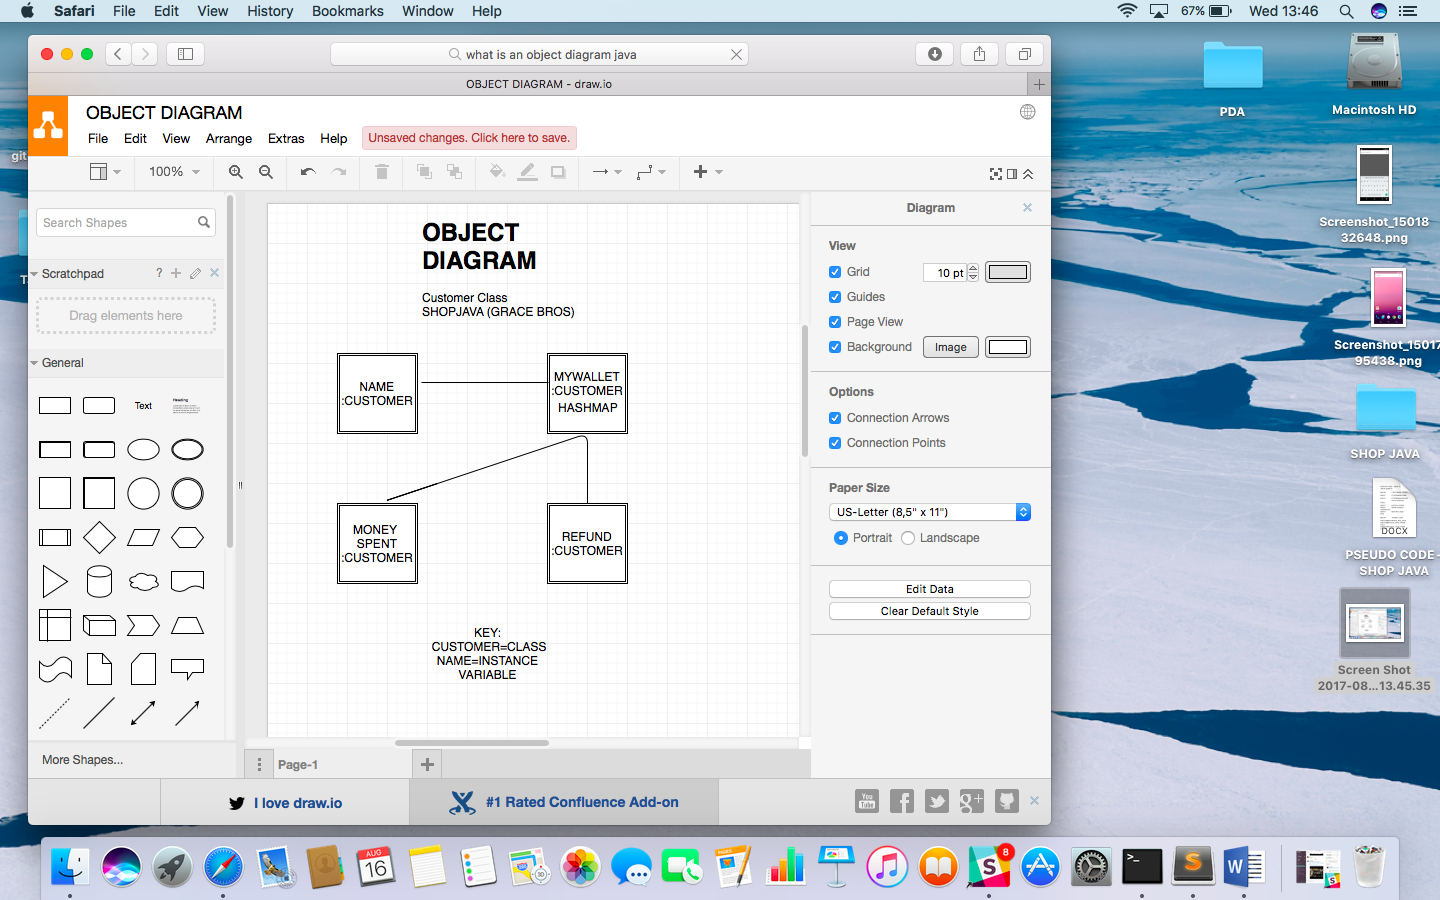 Safari File Edit View History Bookmarks Window Help
67% Wed 13:46
what is an object diagram java
OBJECT DIAGRAM - draw.io
OBJECT DIAGRAM
File Edit View Arrange Extras Help
Unsaved changes. Click here to save.
100%
Search Shapes
Scratchpad
?
Drag elements here
General
Text
Heading
More Shapes...
OBJECT
DIAGRAM
Customer Class
SHOPJAVA (GRACE BROS)
NAME
:CUSTOMER
MYWALLET
:CUSTOMER
HASHMAP
MONEY
SPENT
:CUSTOMER
REFUND
:CUSTOMER
KEY:
CUSTOMER=CLASS
NAME=INSTANCE
VARIABLE
Page-1
Diagram
View
Grid
10 pt
Guides
Page View
Background
Image
Options
Connection Arrows
Connection Points
Paper Size
US-Letter (8,5" x 11")
Portrait Landscape
Edit Data
Clear Default Style
I love draw.io
#1 Rated Confluence Add-on
You
Tube
git
T
PDA
Macintosh HD
Screenshot_15018
32648.png
Screenshot_15017
95438.png
SHOP JAVA
DOCX
PSEUDO CODE -
SHOP JAVA
Screen Shot
2017-08...13.45.35
AUG
16
30
PAGES
8